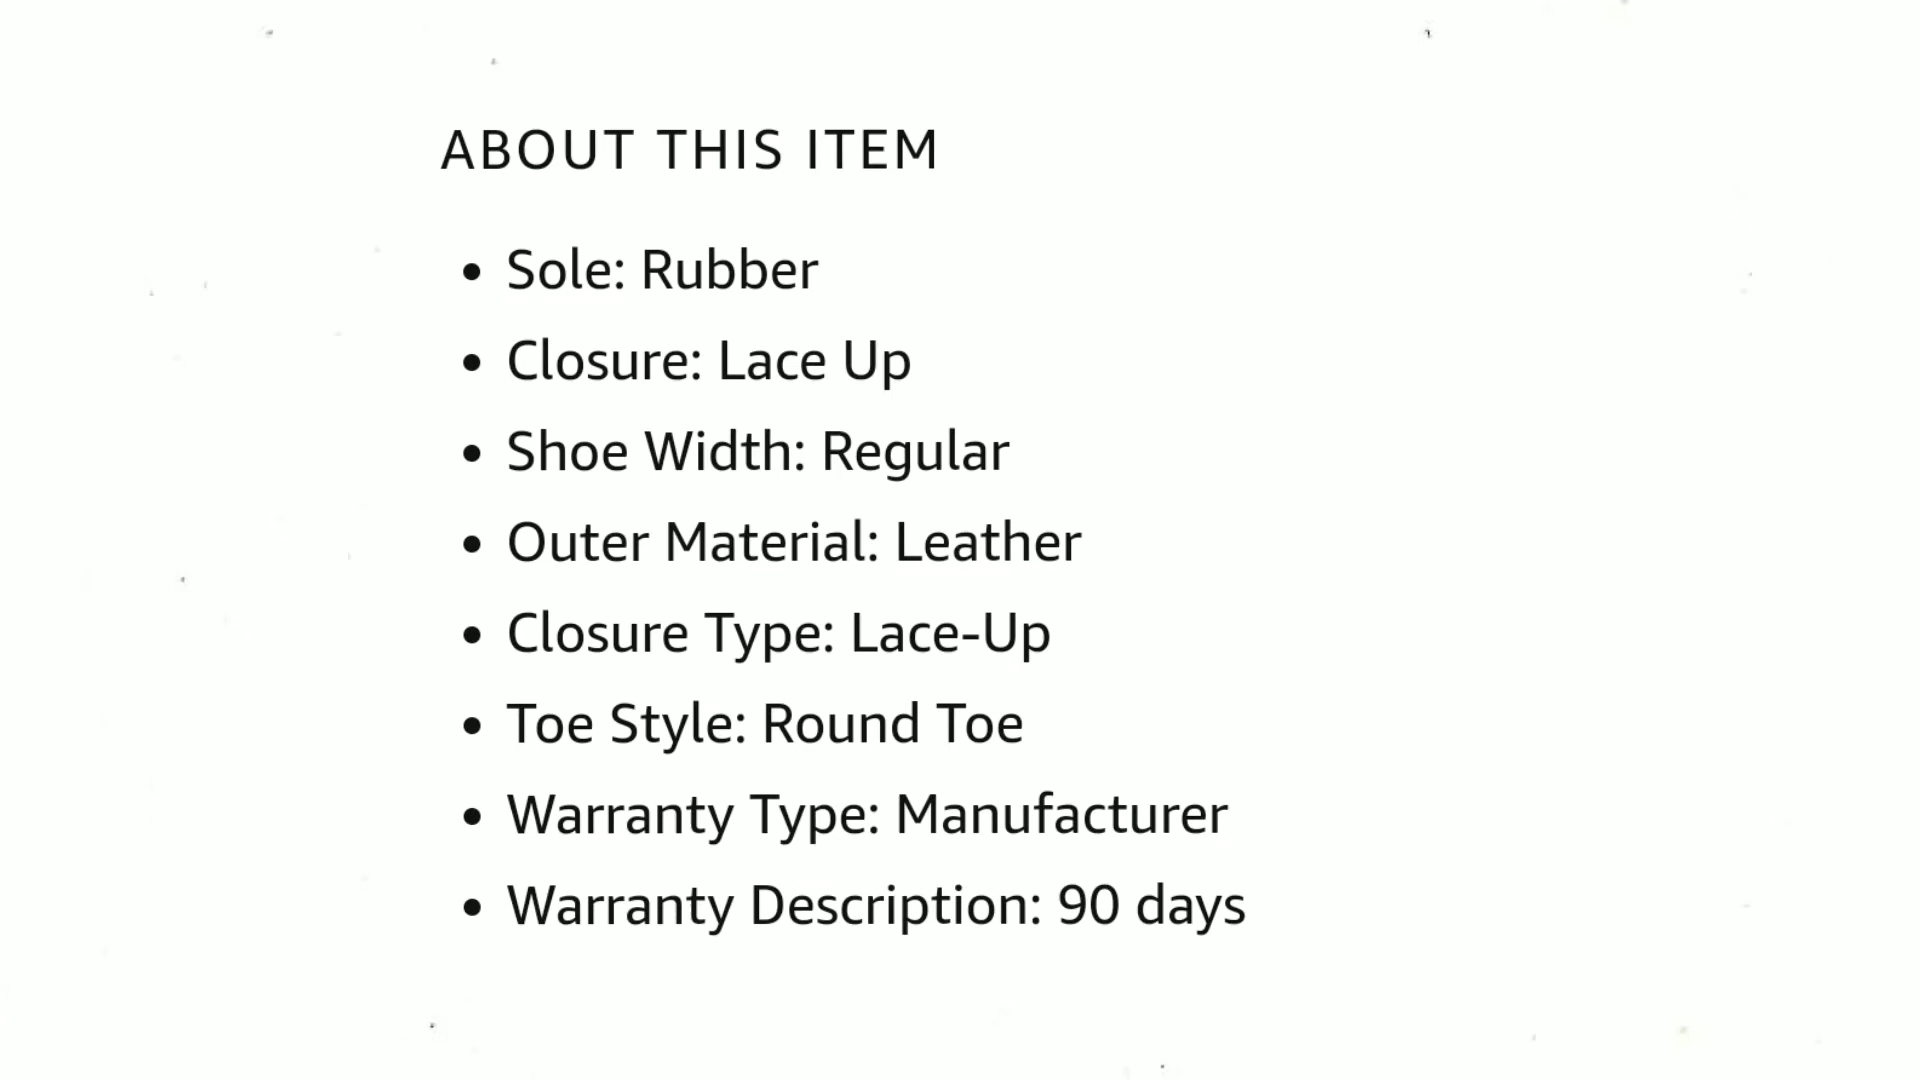 ABOUT THIS ITEM
• Sole: Rubber
• Closure: Lace Up
• Shoe Width: Regular
• Outer Material: Leather
• Closure Type: Lace-Up
• Toe Style: Round Toe
• Warranty Type: Manufacturer
• Warranty Description: 90 days